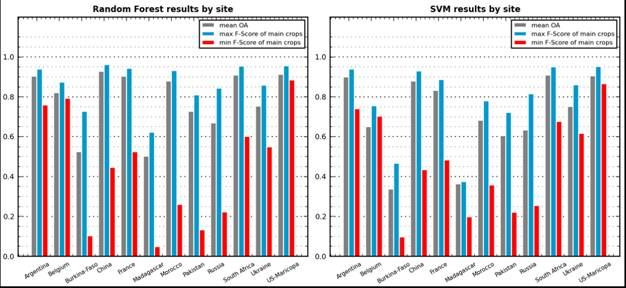 Random Forest results by site
mean OA
max F-Score of main crops
min F-Score of main crops
1.0
0.8
0.6
0.4
0.2
0.0
Argentina
Belgium
Burkina-Faso
China
France
Madagascar
Morocco
Pakistan
Russia
South Africa
Ukraine
US-Maricopa
SVM results by site
mean OA
max F-Score of main crops
min F-Score of main crops
1.0
0.8
0.6
0.4
0.2
0.0
Argentina
Belgium
Burkina-Faso
China
France
Madagascar
Morocco
Pakistan
Russia
South Africa
Ukraine
US-Maricopa